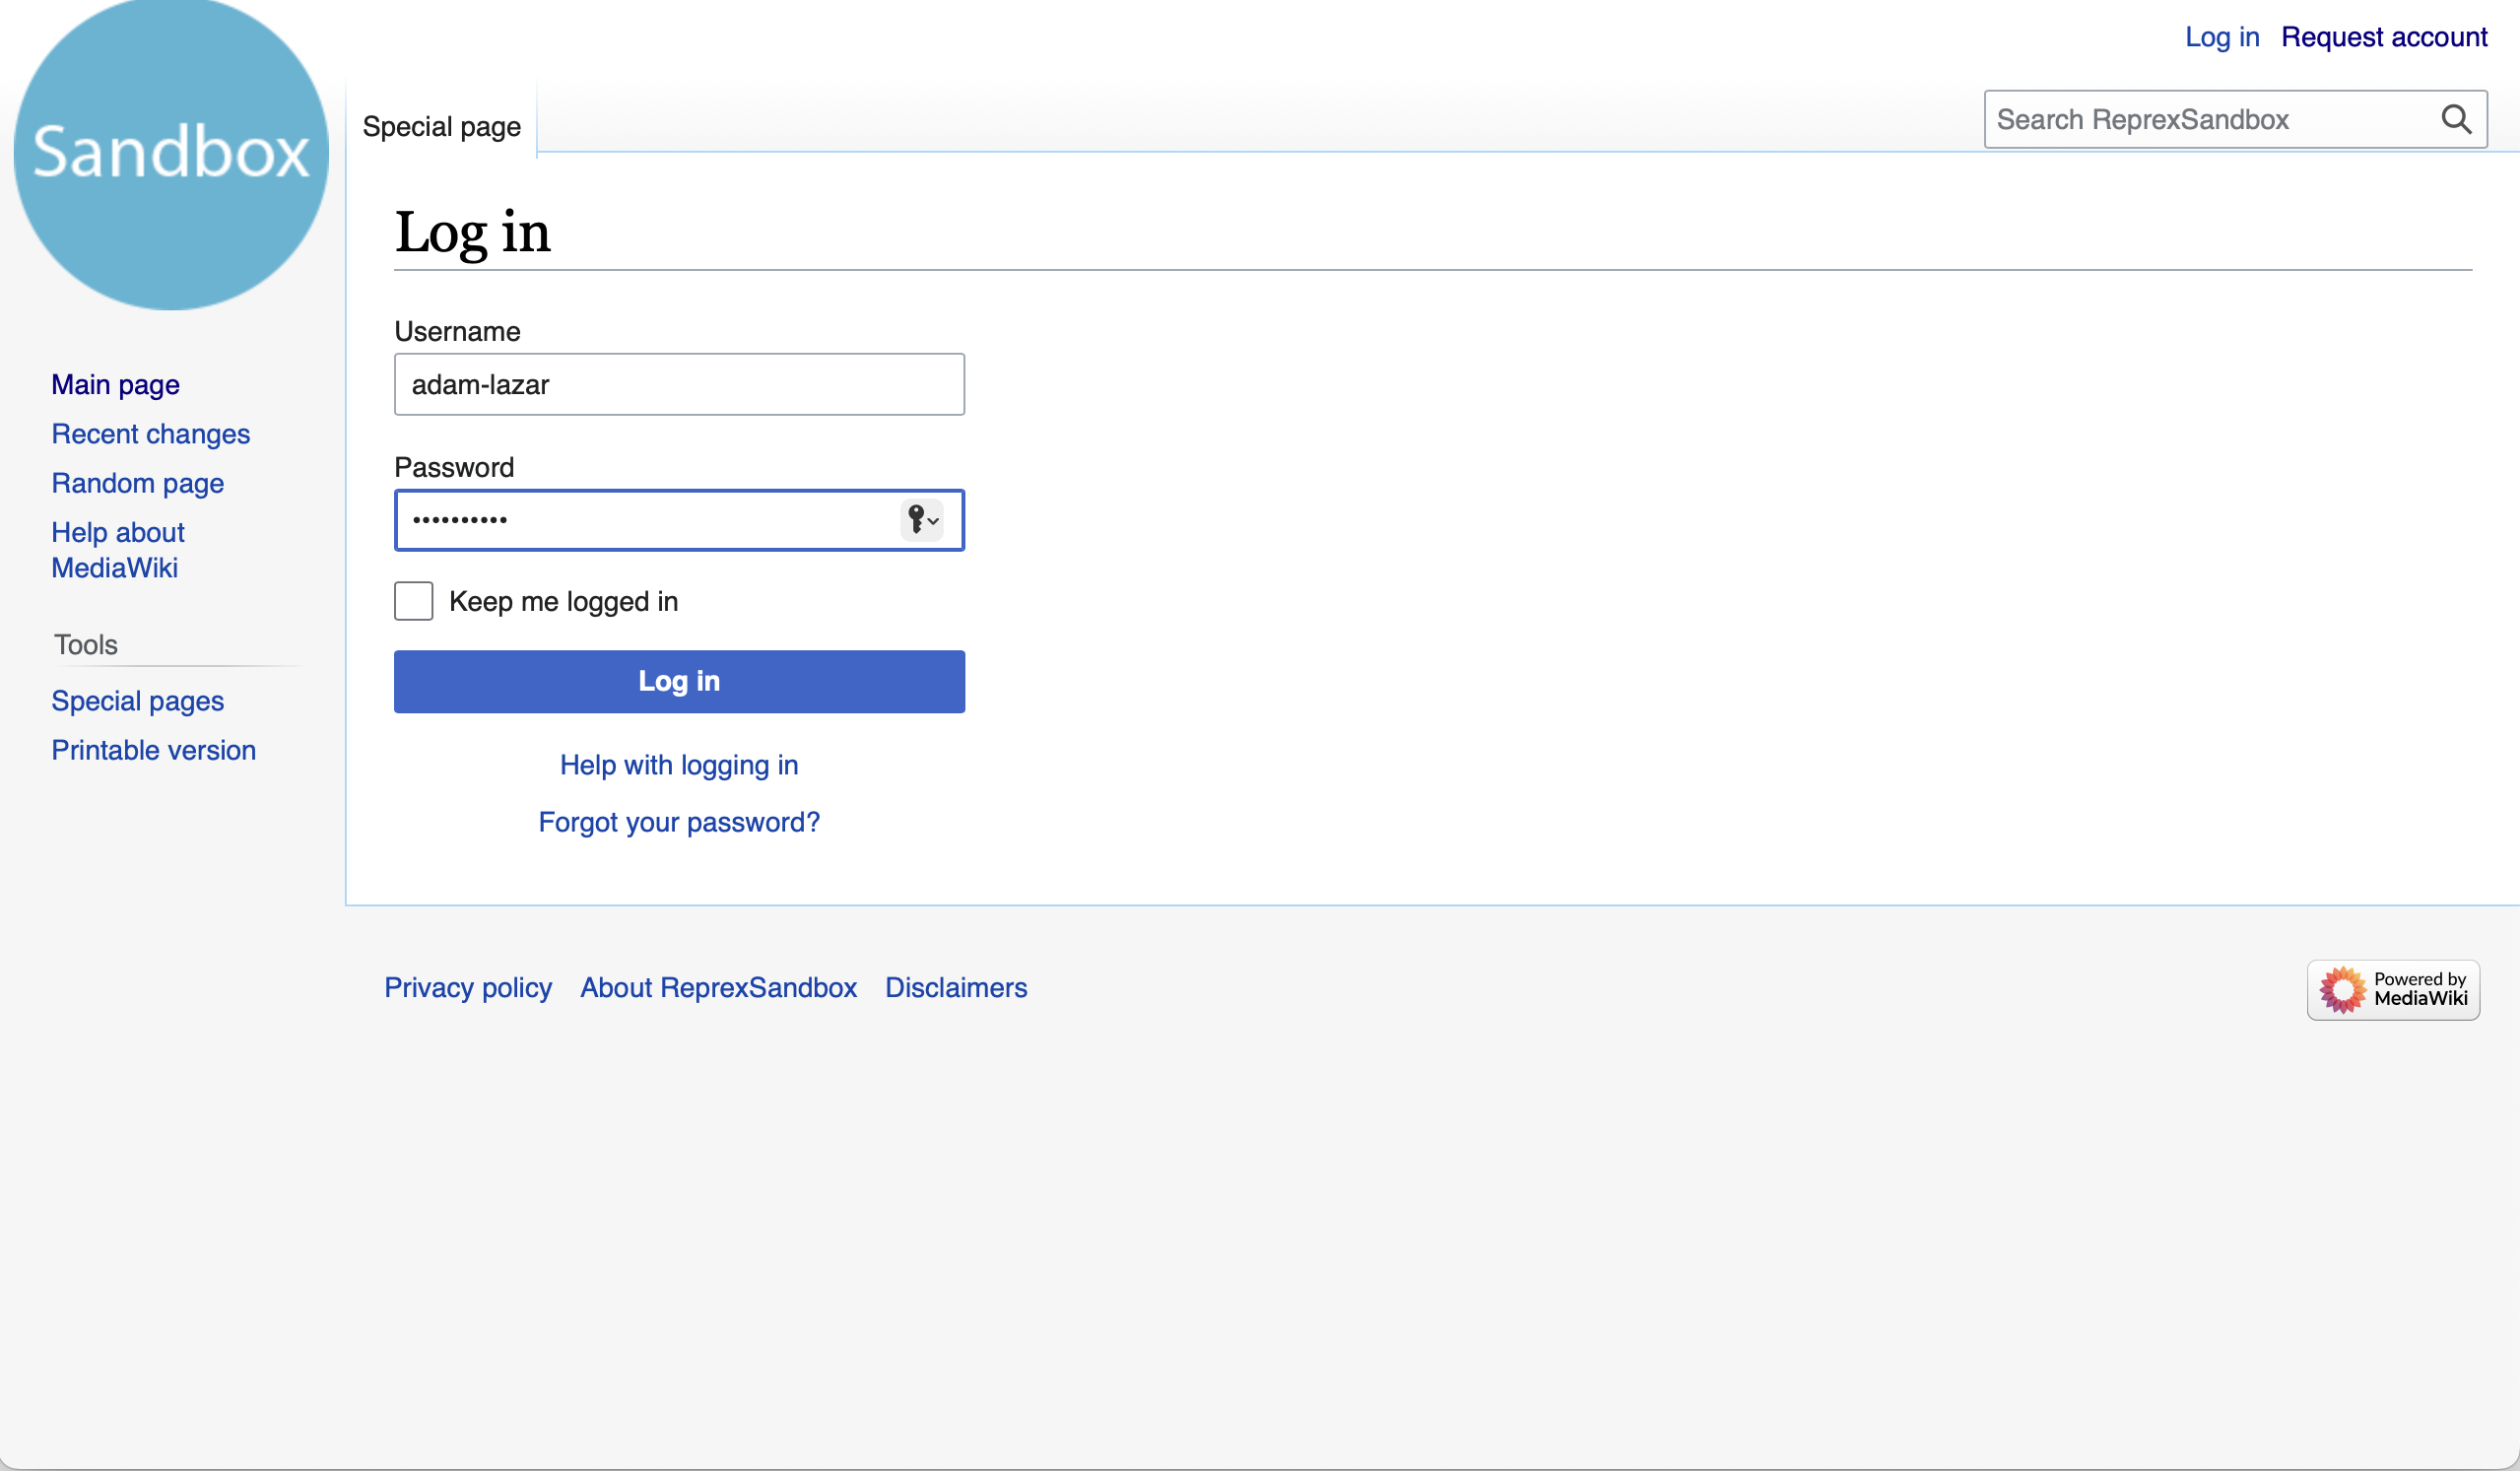 Sandbox
Log in Request account
Special page
Search ReprexSandbox
Log in
Username
adam-lazar
Password
••••••••••
Keep me logged in
Log in
Help with logging in
Forgot your password?
Main page
Recent changes
Random page
Help about
MediaWiki
Tools
Special pages
Printable version
Privacy policy About ReprexSandbox Disclaimers
Powered by
MediaWiki